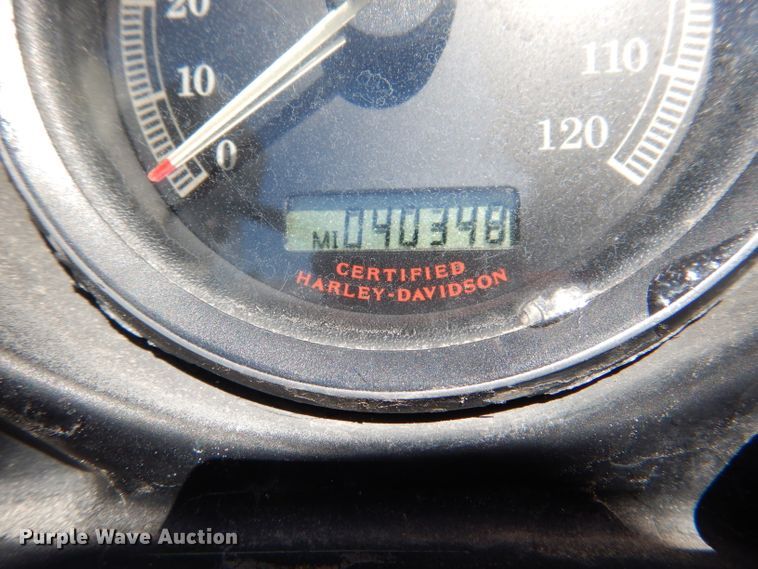 20
10
0
110
120
MI 040348
CERTIFIED
HARLEY-DAVIDSON
Purple Wave Auction